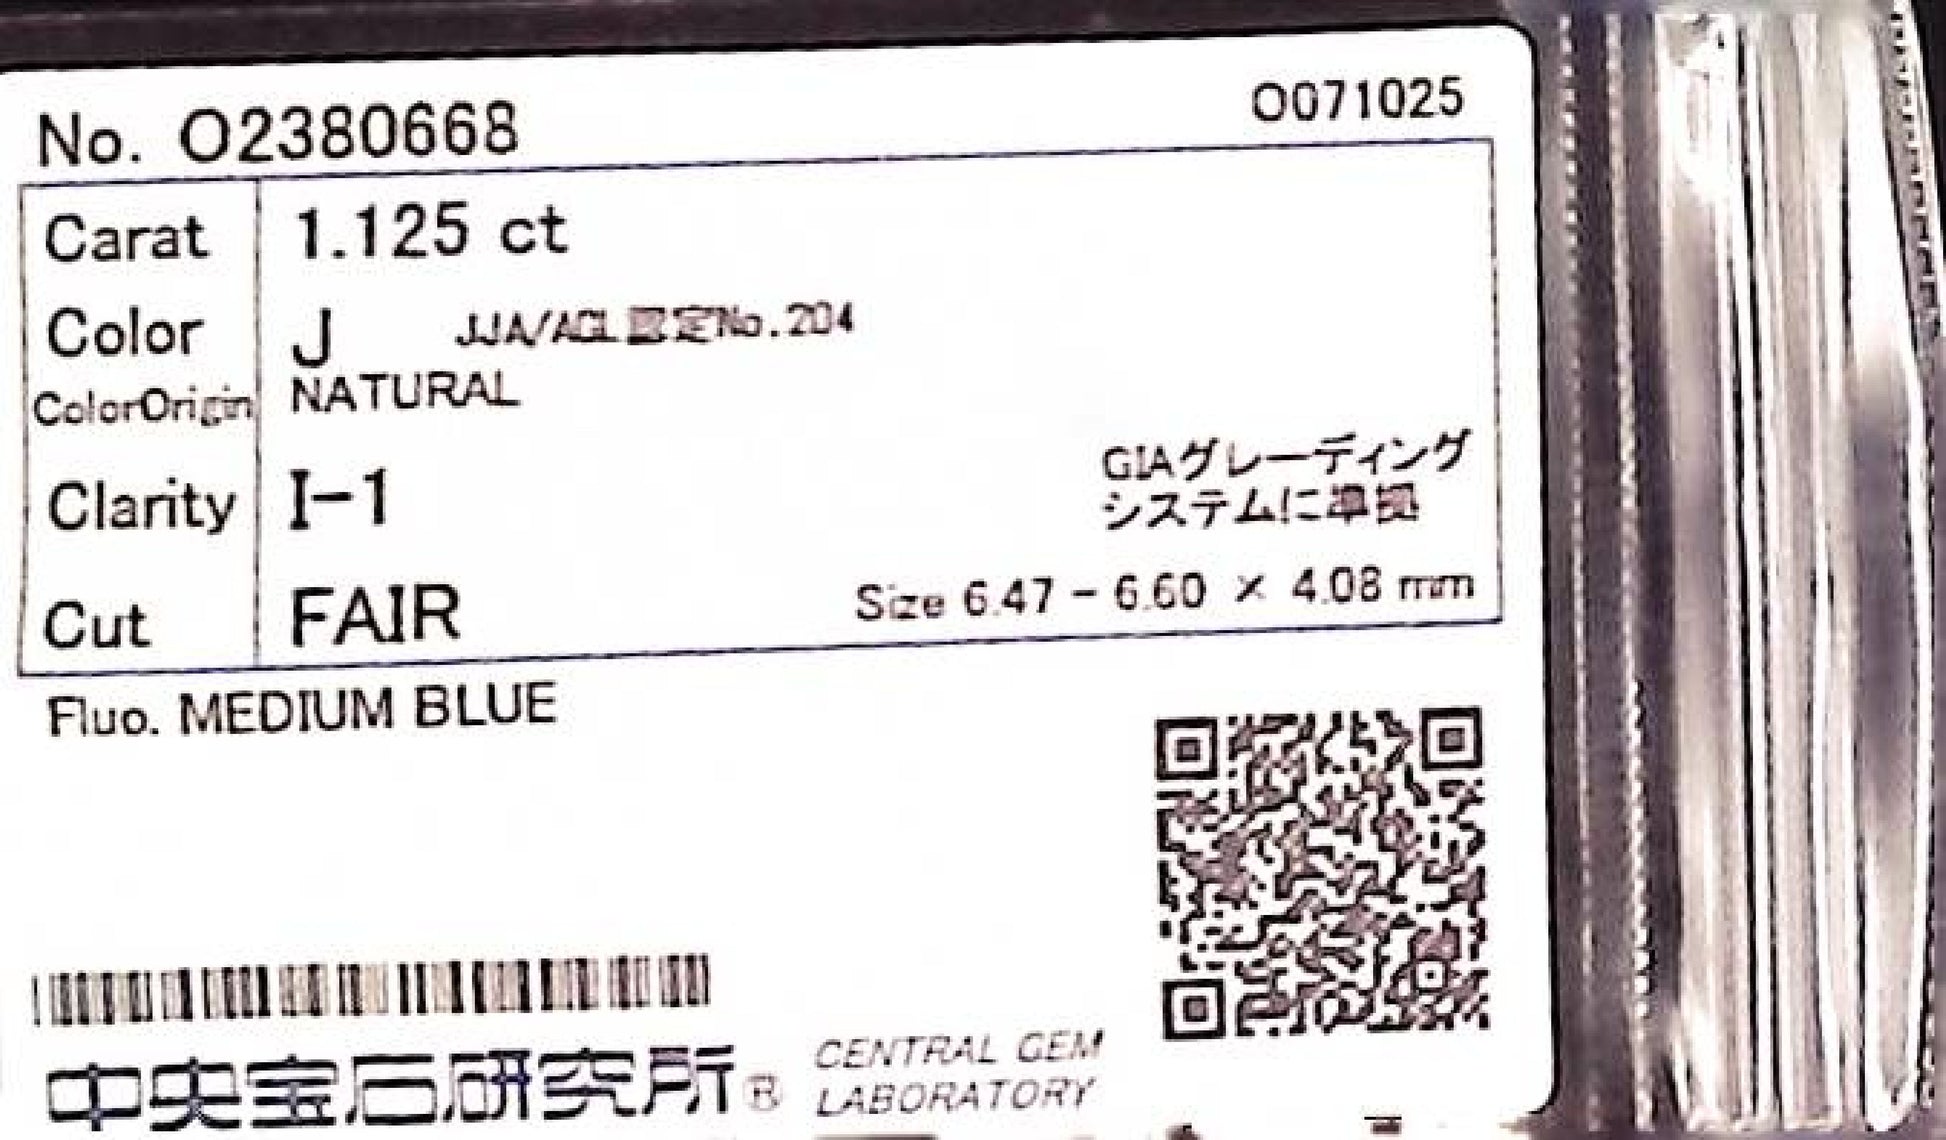 No. O2380668
O071025
Carat 1.125 ct
Color J JJA/AGL認定No.204
ColorOrigin NATURAL
Clarity I-1
GIAグレーディング
システムに準拠
Cut FAIR
Size 6.47 - 6.60 × 4.08 mm
Fluo. MEDIUM BLUE
中央宝石研究所®
CENTRAL GEM
LABORATORY